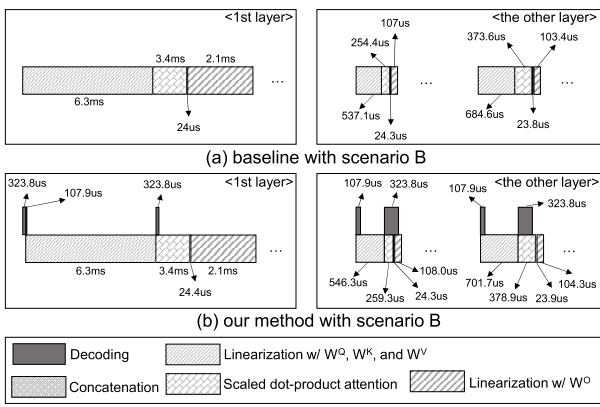 <1st layer>
3.4ms 2.1ms
...
6.3ms
24us
<the other layer>
107us
254.4us
373.6us 103.4us
...
537.1us
24.3us
684.6us
23.8us
(a) baseline with scenario B
<1st layer>
323.8us
107.9us
323.8us
...
6.3ms 3.4ms 2.1ms
24.4us
<the other layer>
107.9us 323.8us
107.9us
323.8us
... ...
546.3us
259.3us
24.3us
108.0us
701.7us
378.9us
23.9us
104.3us
(b) our method with scenario B
Decoding
Linearization w/ W^Q, W^K, and W^V
Concatenation
Scaled dot-product attention
Linearization w/ W^O